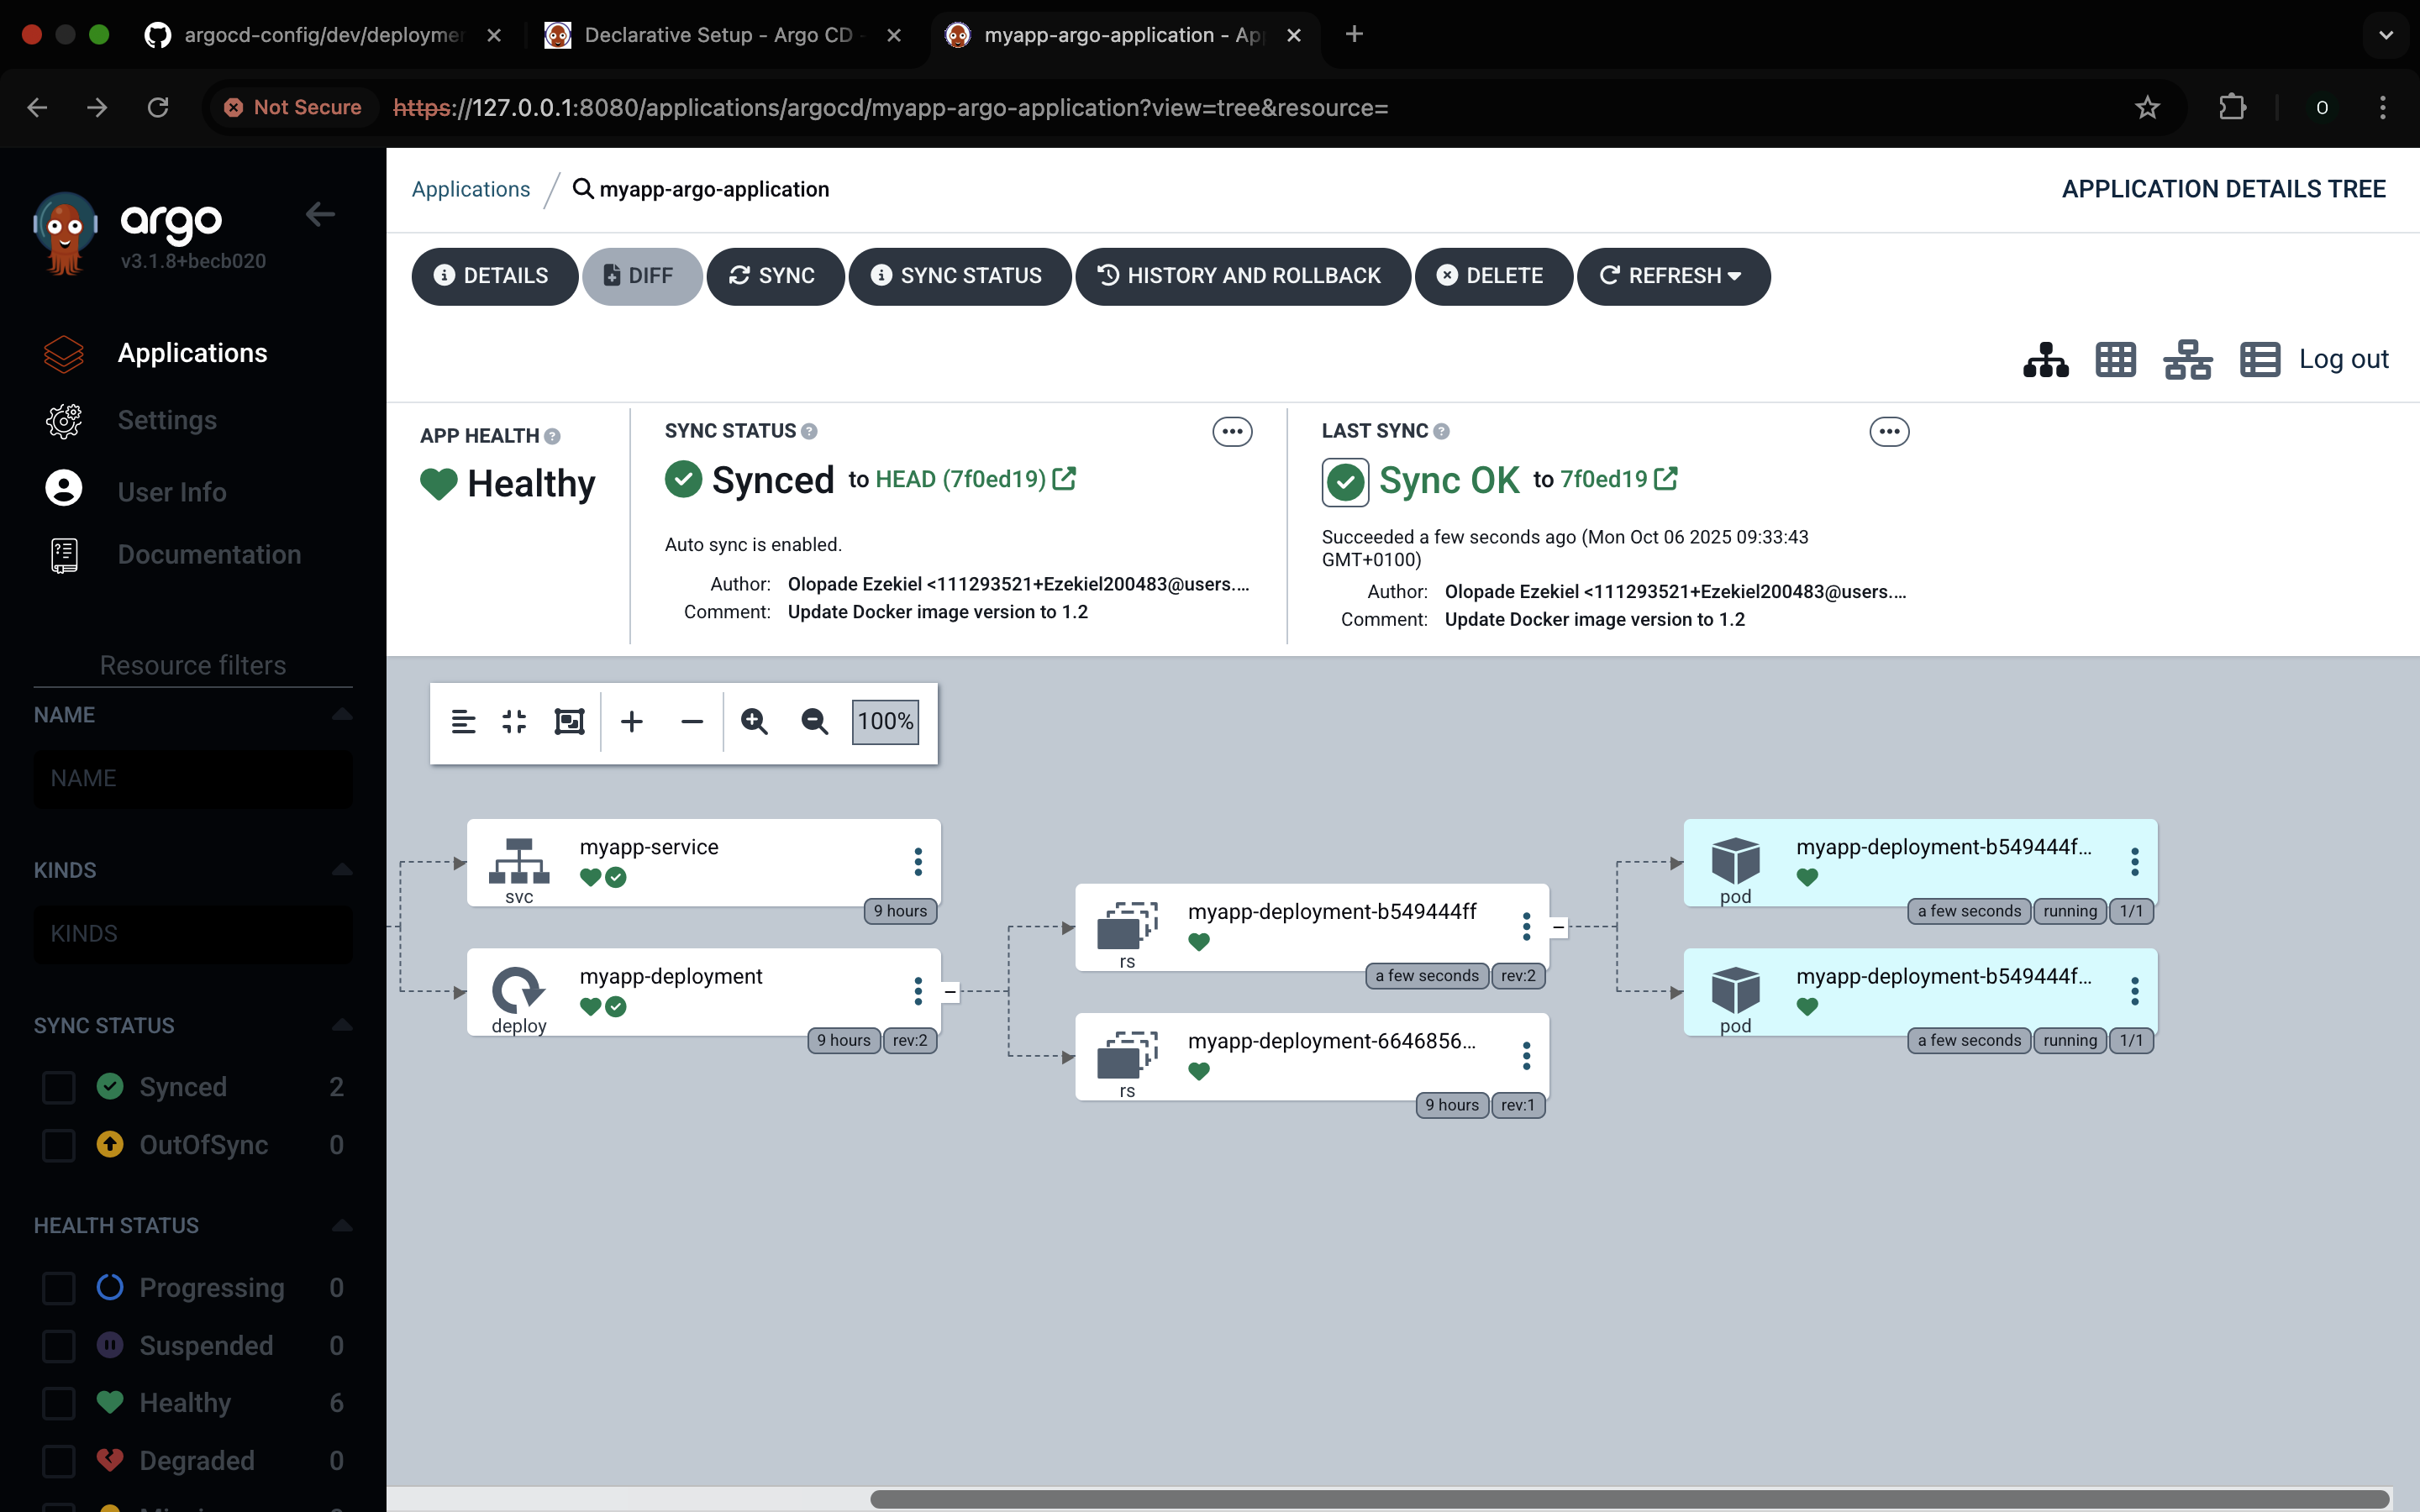 argocd-config/dev/deploymer
Declarative Setup - Argo CD -
myapp-argo-application - Ap
Not Secure
https://127.0.0.1:8080/applications/argocd/myapp-argo-application?view=tree&resource=
O
argo
v3.1.8+becb020
Applications
Settings
User Info
Documentation
Resource filters
NAME
NAME
KINDS
KINDS
SYNC STATUS
Synced 2
OutOfSync 0
HEALTH STATUS
Progressing 0
Suspended 0
Healthy 6
Degraded 0
Applications / myapp-argo-application
APPLICATION DETAILS TREE
DETAILS
DIFF
SYNC
SYNC STATUS
HISTORY AND ROLLBACK
DELETE
REFRESH
Log out
APP HEALTH
Healthy
SYNC STATUS
Synced to HEAD (7f0ed19)
Auto sync is enabled.
Author: Olopade Ezekiel <111293521+Ezekiel200483@users....
Comment: Update Docker image version to 1.2
LAST SYNC
Sync OK to 7f0ed19
Succeeded a few seconds ago (Mon Oct 06 2025 09:33:43
GMT+0100)
Author: Olopade Ezekiel <111293521+Ezekiel200483@users....
Comment: Update Docker image version to 1.2
100%
myapp-service
svc
9 hours
myapp-deployment
deploy
9 hours rev:2
myapp-deployment-b549444ff
rs
a few seconds rev:2
myapp-deployment-6646856...
rs
9 hours rev:1
myapp-deployment-b549444f...
pod
a few seconds running 1/1
myapp-deployment-b549444f...
pod
a few seconds running 1/1